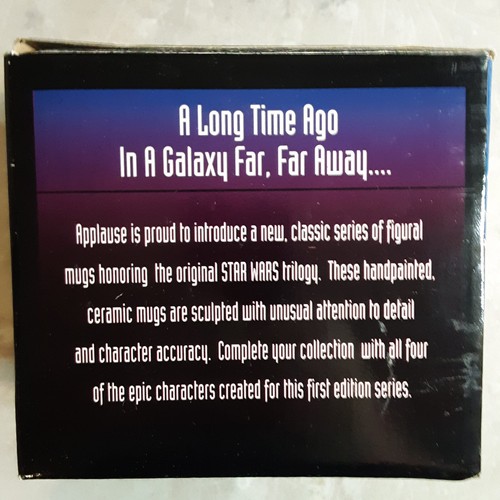 A Long Time Ago
In A Galaxy Far, Far Away....
Applause is proud to introduce a new, classic series of figural
mugs honoring the original STAR WARS trilogy. These handpainted,
ceramic mugs are sculpted with unusual attention to detail
and character accuracy. Complete your collection with all four
of the epic characters created for this first edition series.